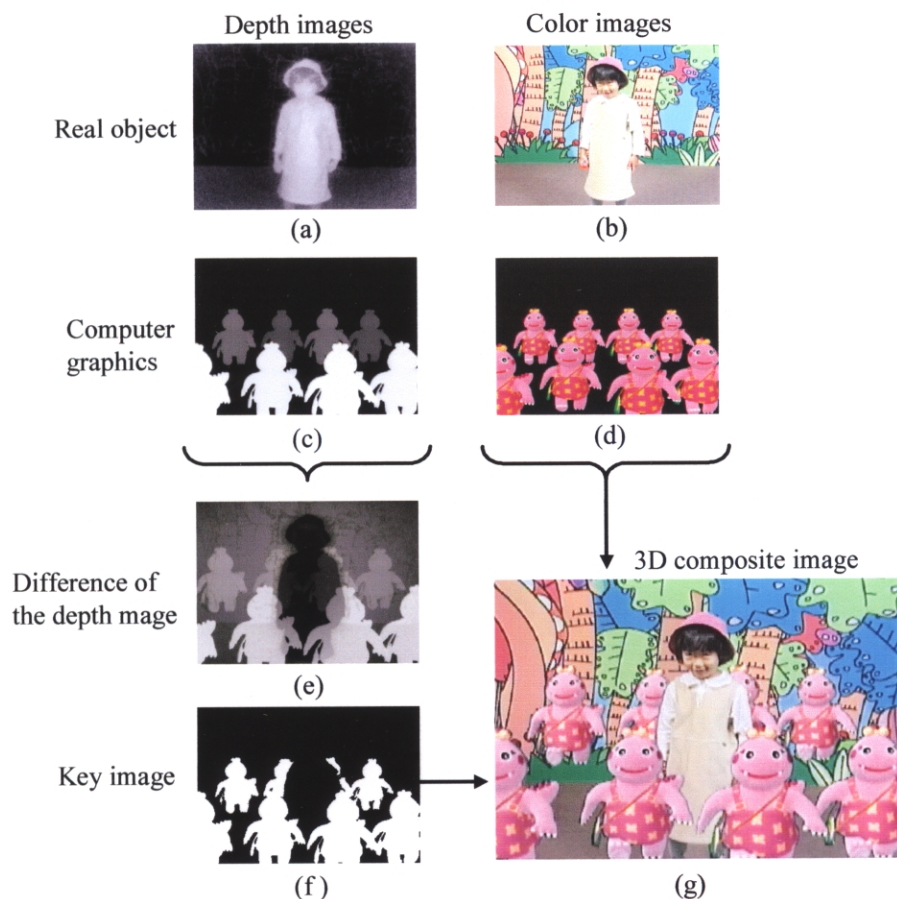 Depth images
Color images
Real object
(a)
(b)
Computer
graphics
(c)
(d)
Difference of
the depth mage
(e)
3D composite image
Key image
(f)
(g)